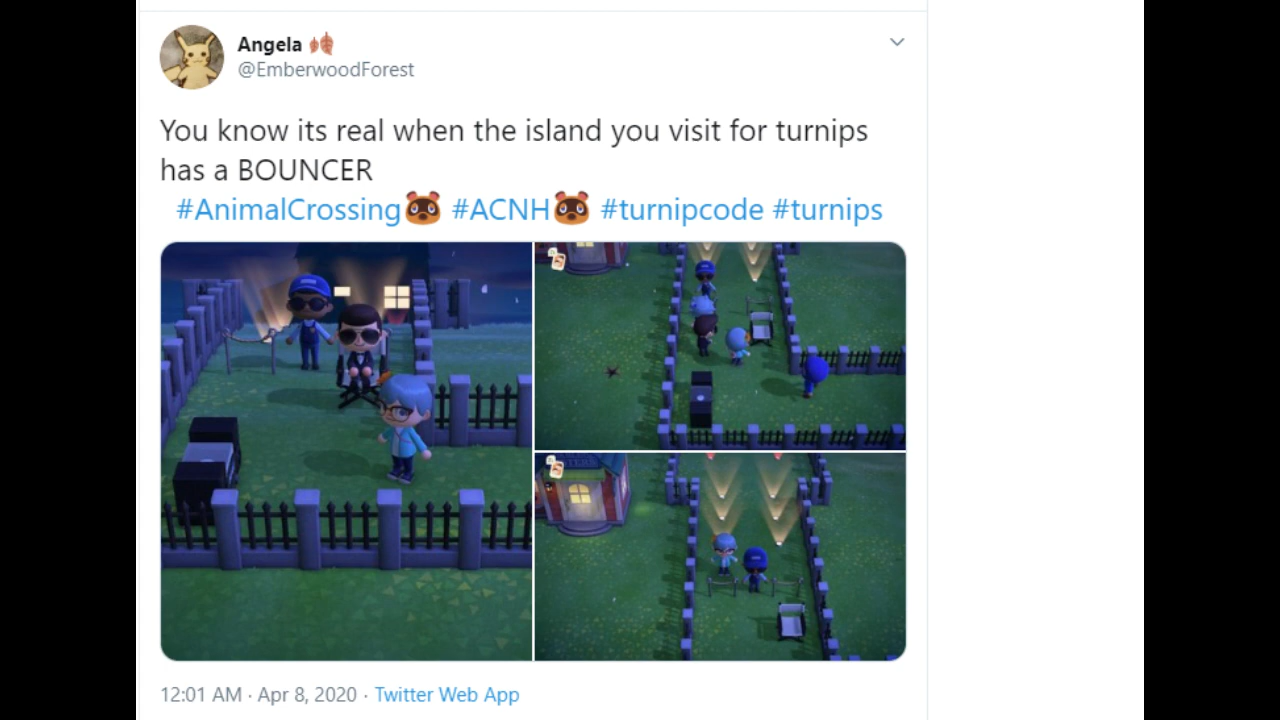 Angela 🍂
@EmberwoodForest
You know its real when the island you visit for turnips
has a BOUNCER
#AnimalCrossing #ACNH #turnipcode #turnips
12:01 AM · Apr 8, 2020 · Twitter Web App